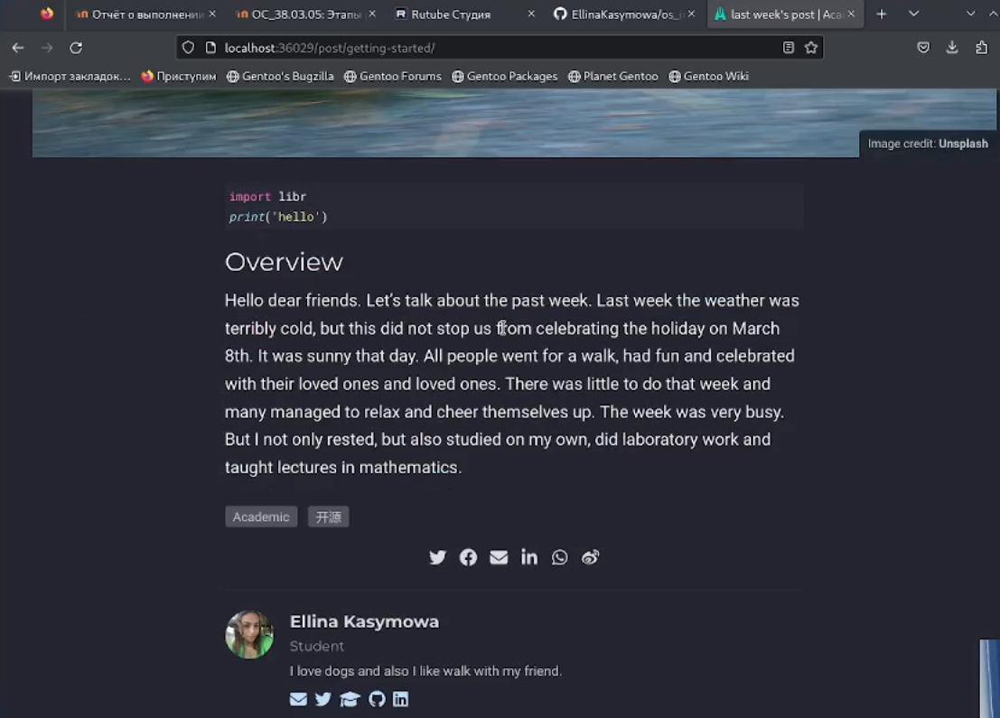 Отчёт о выполнении
ОС_38.03.05: Этапы
Rutube Студия
EllinaKasymowa/os_i
last week's post | Aca
localhost:36029/post/getting-started/
Импорт закладок...
Приступим
Gentoo's Bugzilla
Gentoo Forums
Gentoo Packages
Planet Gentoo
Gentoo Wiki
Image credit: Unsplash
import libr
print('hello')
Overview
Hello dear friends. Let's talk about the past week. Last week the weather was
terribly cold, but this did not stop us from celebrating the holiday on March
8th. It was sunny that day. All people went for a walk, had fun and celebrated
with their loved ones and loved ones. There was little to do that week and
many managed to relax and cheer themselves up. The week was very busy.
But I not only rested, but also studied on my own, did laboratory work and
taught lectures in mathematics.
Academic
开源
Ellina Kasymowa
Student
I love dogs and also I like walk with my friend.